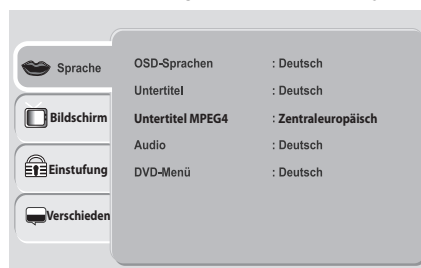 Sprache
Bildschirm
Einstufung
Verschieden
OSD-Sprachen : Deutsch
Untertitel : Deutsch
Untertitel MPEG4 : Zentraleuropäisch
Audio : Deutsch
DVD-Menü : Deutsch